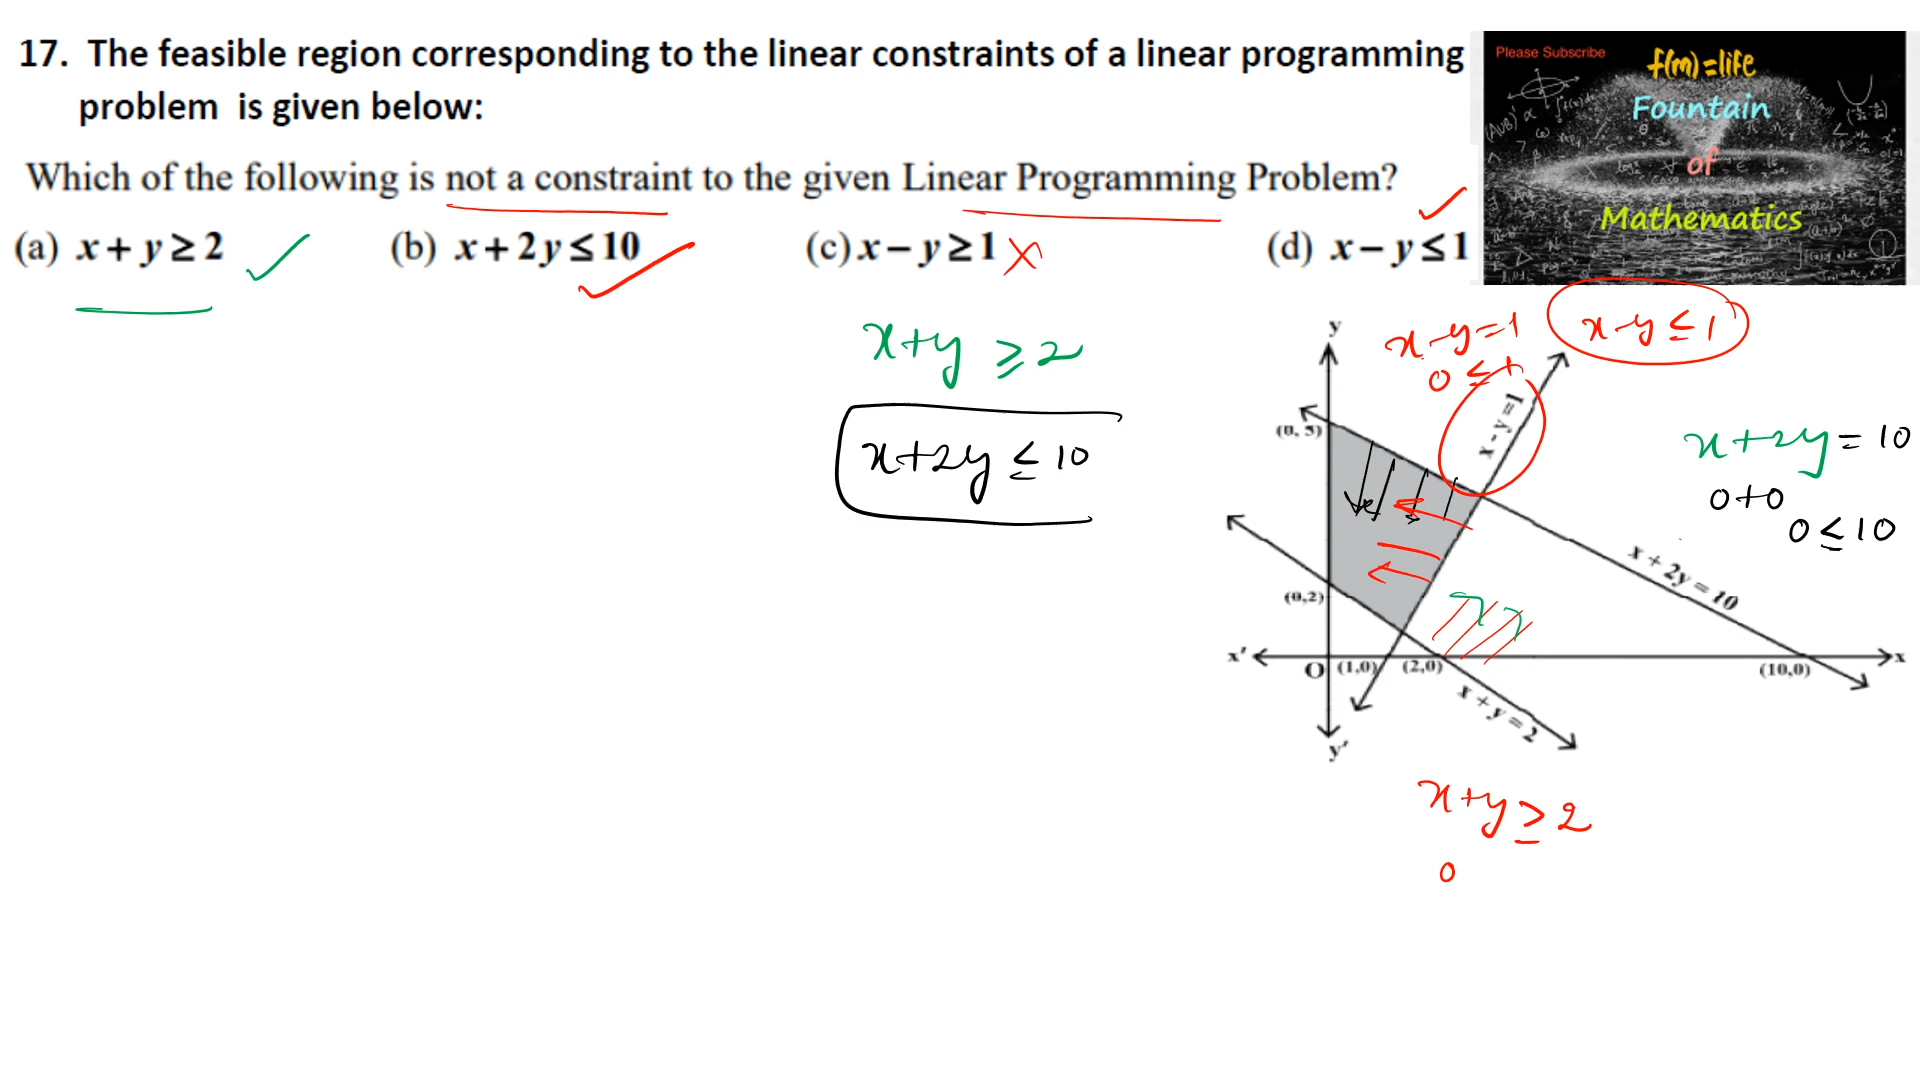 17. The feasible region corresponding to the linear constraints of a linear programming
problem is given below:
Which of the following is not a constraint to the given Linear Programming Problem?
(a) x + y ≥ 2 (b) x + 2y ≤ 10 (c) x − y ≥ 1 (d) x − y ≤ 1
Please Subscribe
f(m)=life
Fountain
of
Mathematics
x+y ≥ 2
x+2y ≤ 10
x-y=1
x-y ≤ 1
0 ≤ 1
y
x − y = 1
(0, 5)
x+2y = 10
0+0
0 ≤ 10
x + 2y = 10
(0,2)
x' O (1,0) (2,0) (10,0) x
x + y = 2
y'
x+y ≥ 2
0